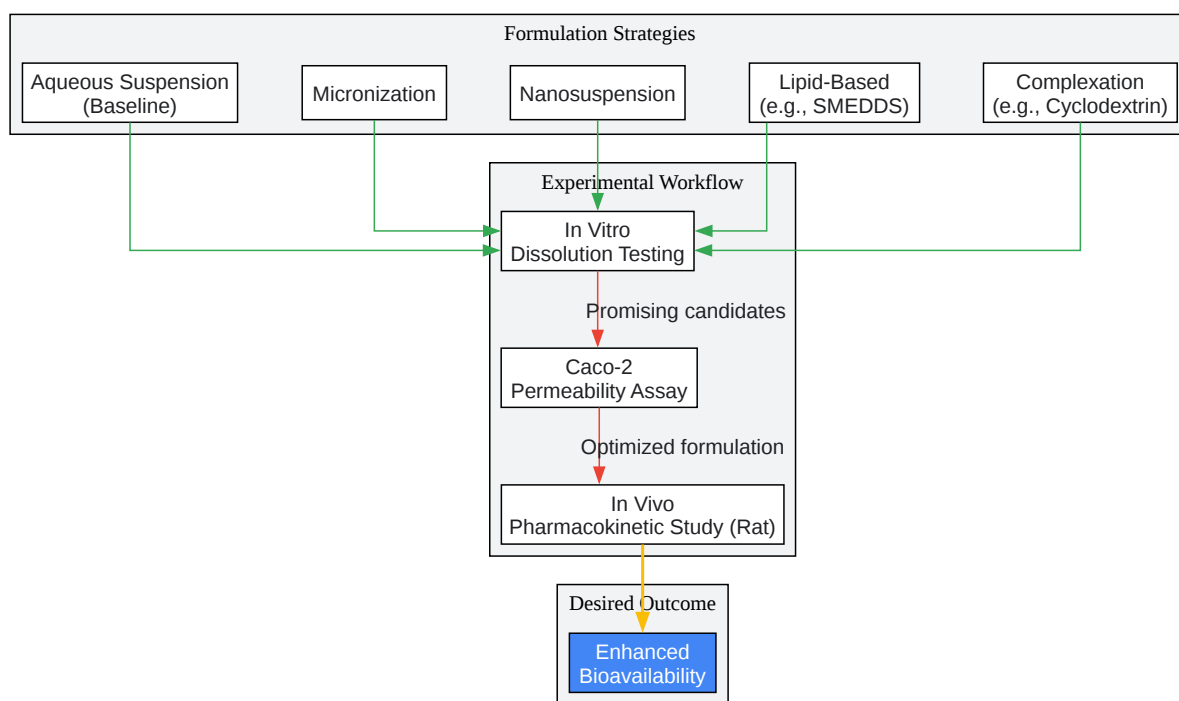 Formulation Strategies
Aqueous Suspension
(Baseline)
Micronization
Nanosuspension
Lipid-Based
(e.g., SMEDDS)
Complexation
(e.g., Cyclodextrin)
Experimental Workflow
In Vitro
Dissolution Testing
Promising candidates
Caco-2
Permeability Assay
Optimized formulation
In Vivo
Pharmacokinetic Study (Rat)
Desired Outcome
Enhanced
Bioavailability